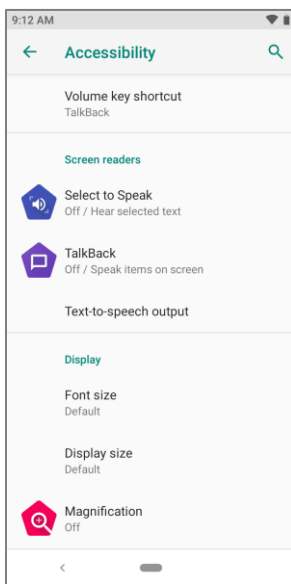 9:12 AM
Accessibility
Volume key shortcut
TalkBack
Screen readers
Select to Speak
Off / Hear selected text
TalkBack
Off / Speak items on screen
Text-to-speech output
Display
Font size
Default
Display size
Default
Magnification
Off